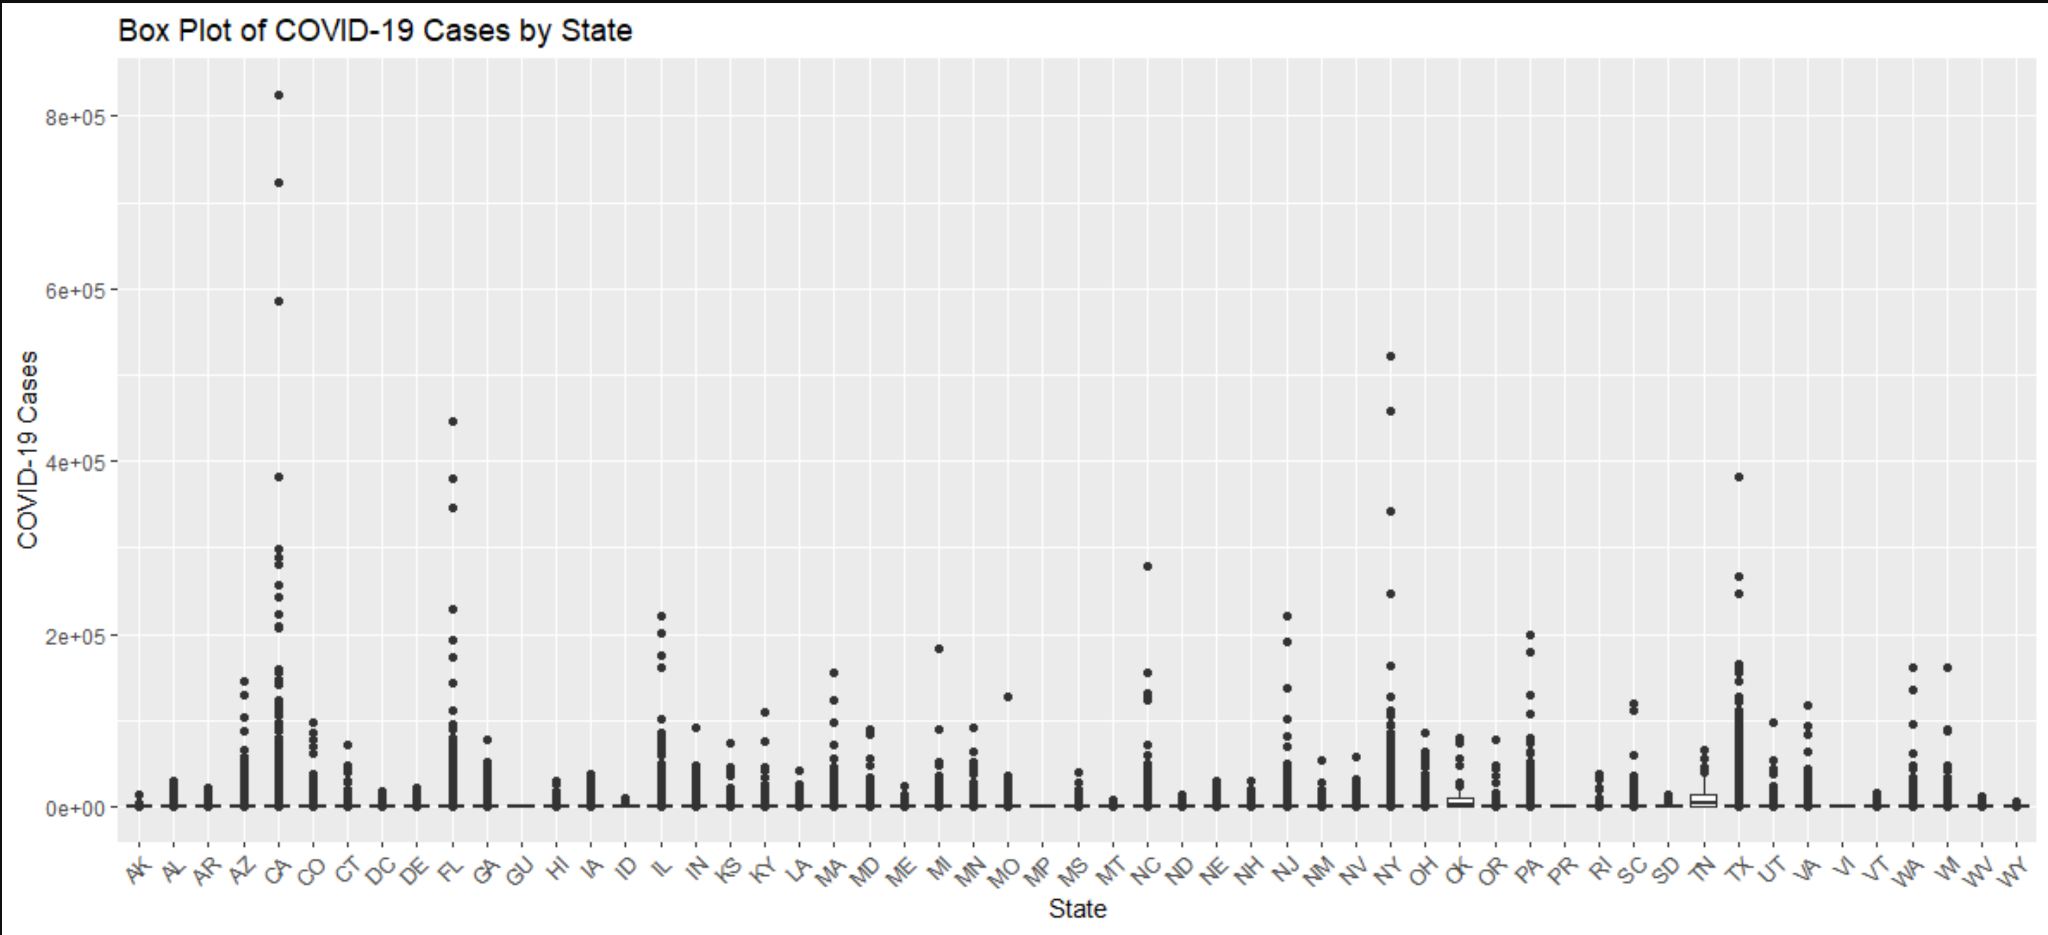 Box Plot of COVID-19 Cases by State
COVID-19 Cases
8e+05
6e+05
4e+05
2e+05
0e+00
AK AL AR AZ CA CO CT DC DE FL GA GU HI IA ID IL IN KS KY LA MA MD ME MI MN MO MP MS MT NC ND NE NH NJ NM NV NY OH OK OR PA PR RI SC SD TN TX UT VA VI VT WA WI WV WY
State